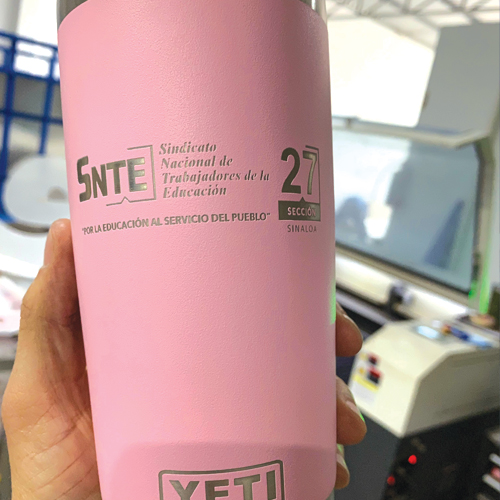 SNTE
Sindicato
Nacional de
Trabajadores de la
Educación
27
SECCIÓN
SINALOA
"POR LA EDUCACIÓN AL SERVICIO DEL PUEBLO"
YETI